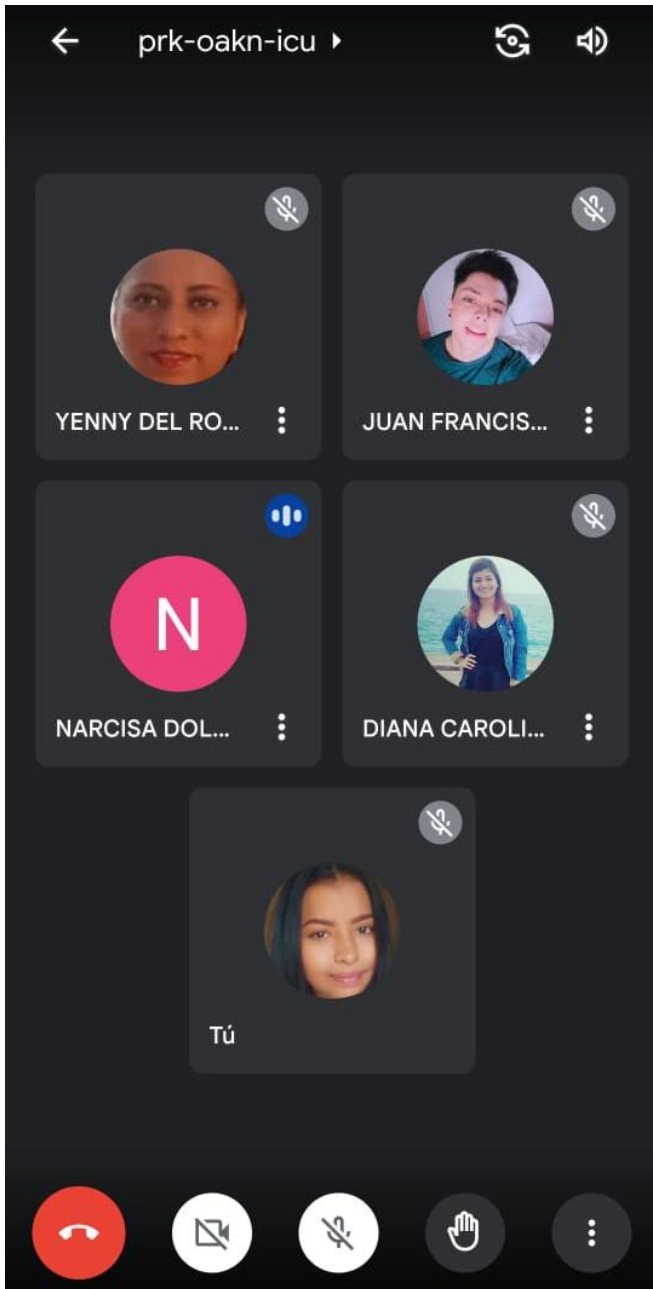 prk-oakn-icu
YENNY DEL RO...
JUAN FRANCIS...
N
NARCISA DOL...
DIANA CAROLI...
Tú